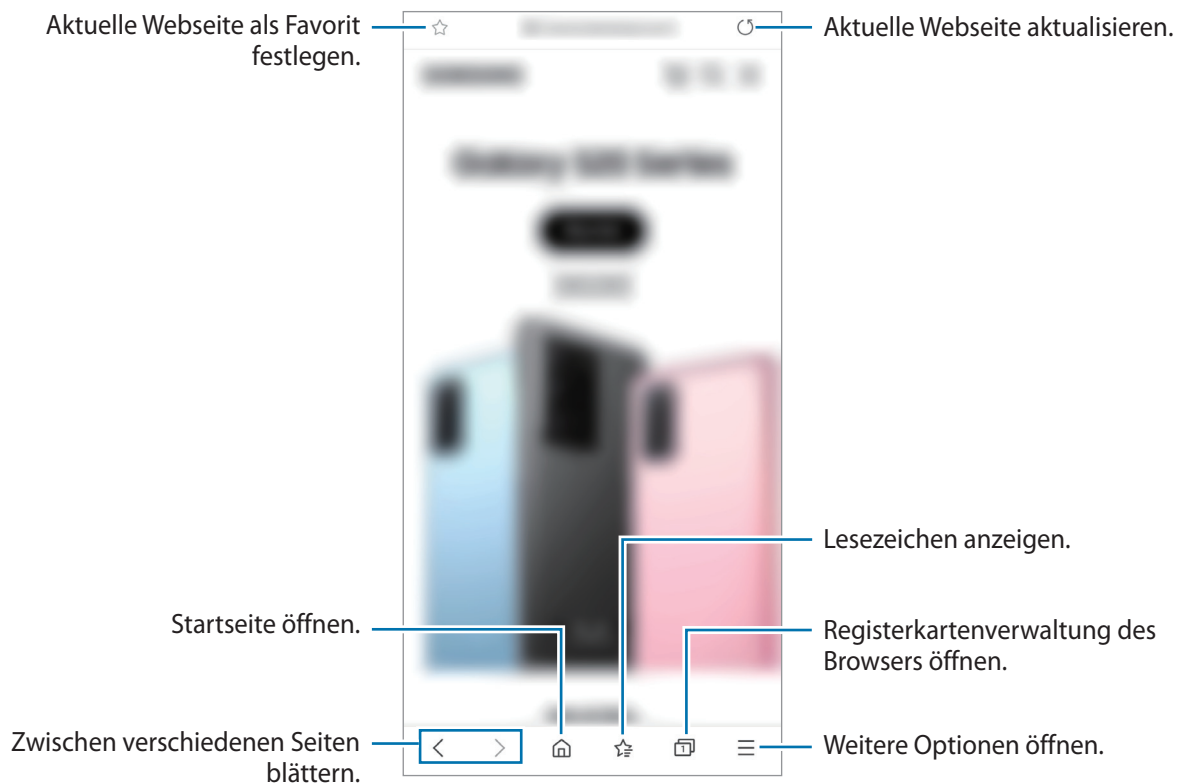 Aktuelle Webseite als Favorit
festlegen.
Aktuelle Webseite aktualisieren.
Lesezeichen anzeigen.
Startseite öffnen.
Registerkartenverwaltung des
Browsers öffnen.
Zwischen verschiedenen Seiten
blättern.
1
Weitere Optionen öffnen.